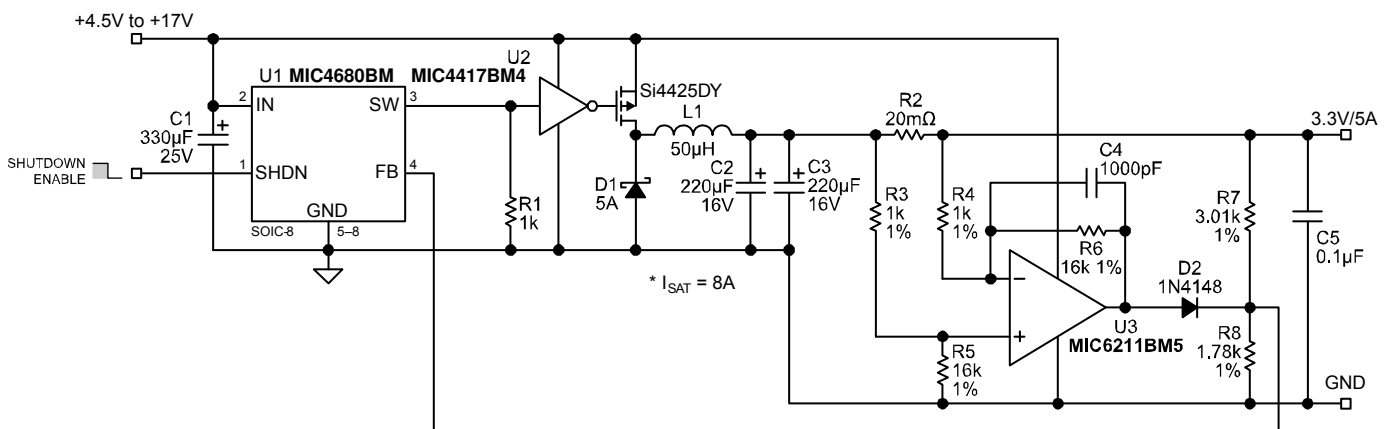 +4.5V to +17V
U2
U1 MIC4680BM
MIC4417BM4
2
IN
SW
3
Si4425DY
L1
50µH
R2
20mΩ
3.3V/5A
C1
330µF
25V
SHUTDOWN
ENABLE
1
SHDN
FB
4
GND
SOIC-8
5–8
R1
1k
D1
5A
C2
220µF
16V
C3
220µF
16V
R3
1k
1%
R4
1k
1%
C4
1000pF
R6
16k 1%
R7
3.01k
1%
C5
0.1µF
* ISAT = 8A
D2
1N4148
U3
MIC6211BM5
R5
16k
1%
R8
1.78k
1%
GND